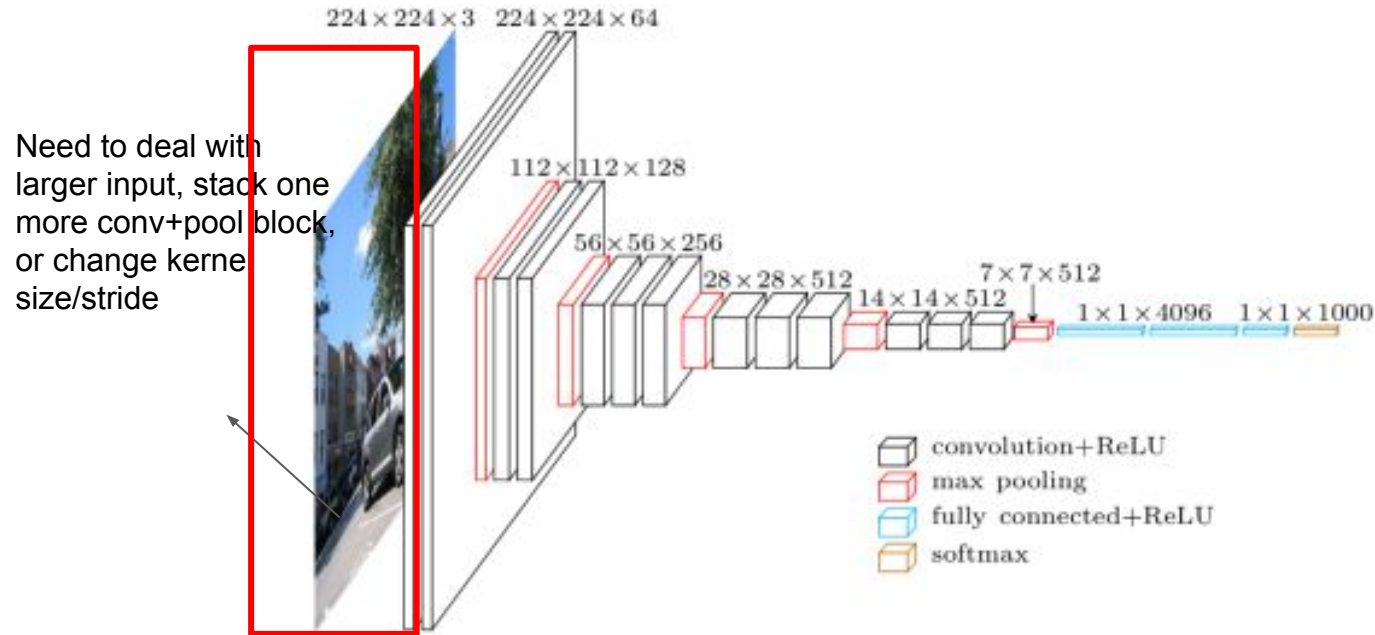 224×224×3 224×224×64
Need to deal with
larger input, stack one
more conv+pool block,
or change kerne
size/stride
112×112×128
56×56×256
28×28×512
14×14×512
7×7×512
1×1×4096 1×1×1000
convolution+ReLU
max pooling
fully connected+ReLU
softmax